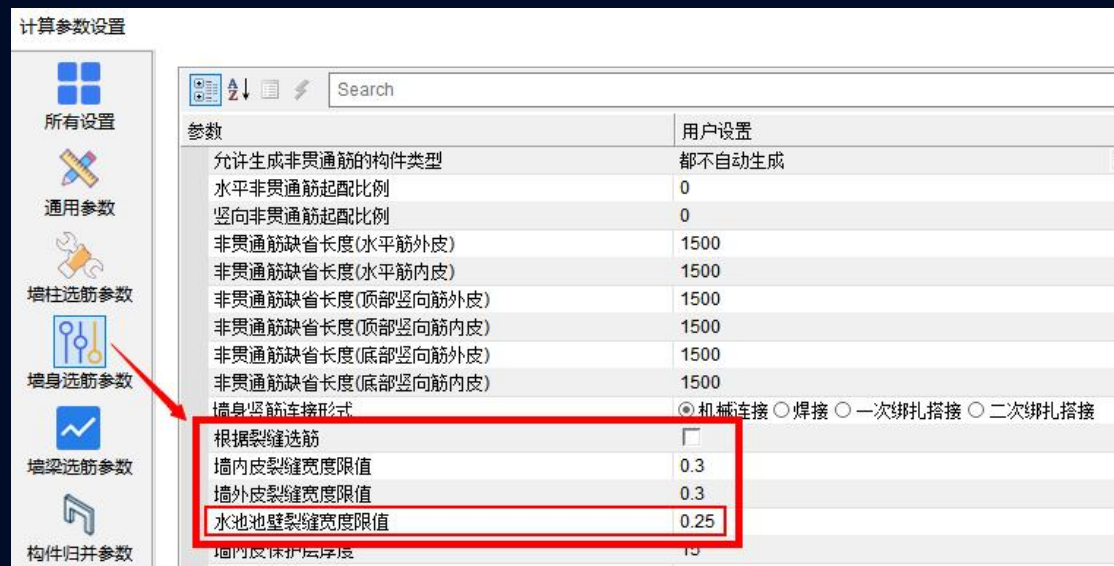 计算参数设置
所有设置
通用参数
墙柱选筋参数
墙身选筋参数
墙梁选筋参数
构件归并参数
Search
参数 用户设置
允许生成非贯通筋的构件类型 都不自动生成
水平非贯通筋起配比例 0
竖向非贯通筋起配比例 0
非贯通筋缺省长度(水平筋外皮) 1500
非贯通筋缺省长度(水平筋内皮) 1500
非贯通筋缺省长度(顶部竖向筋外皮) 1500
非贯通筋缺省长度(顶部竖向筋内皮) 1500
非贯通筋缺省长度(底部竖向筋外皮) 1500
非贯通筋缺省长度(底部竖向筋内皮) 1500
墙身竖筋连接形式 机械连接 焊接 一次绑扎搭接 二次绑扎搭接
根据裂缝选筋
墙内皮裂缝宽度限值 0.3
墙外皮裂缝宽度限值 0.3
水池池壁裂缝宽度限值 0.25
墙内皮保护层厚度 15